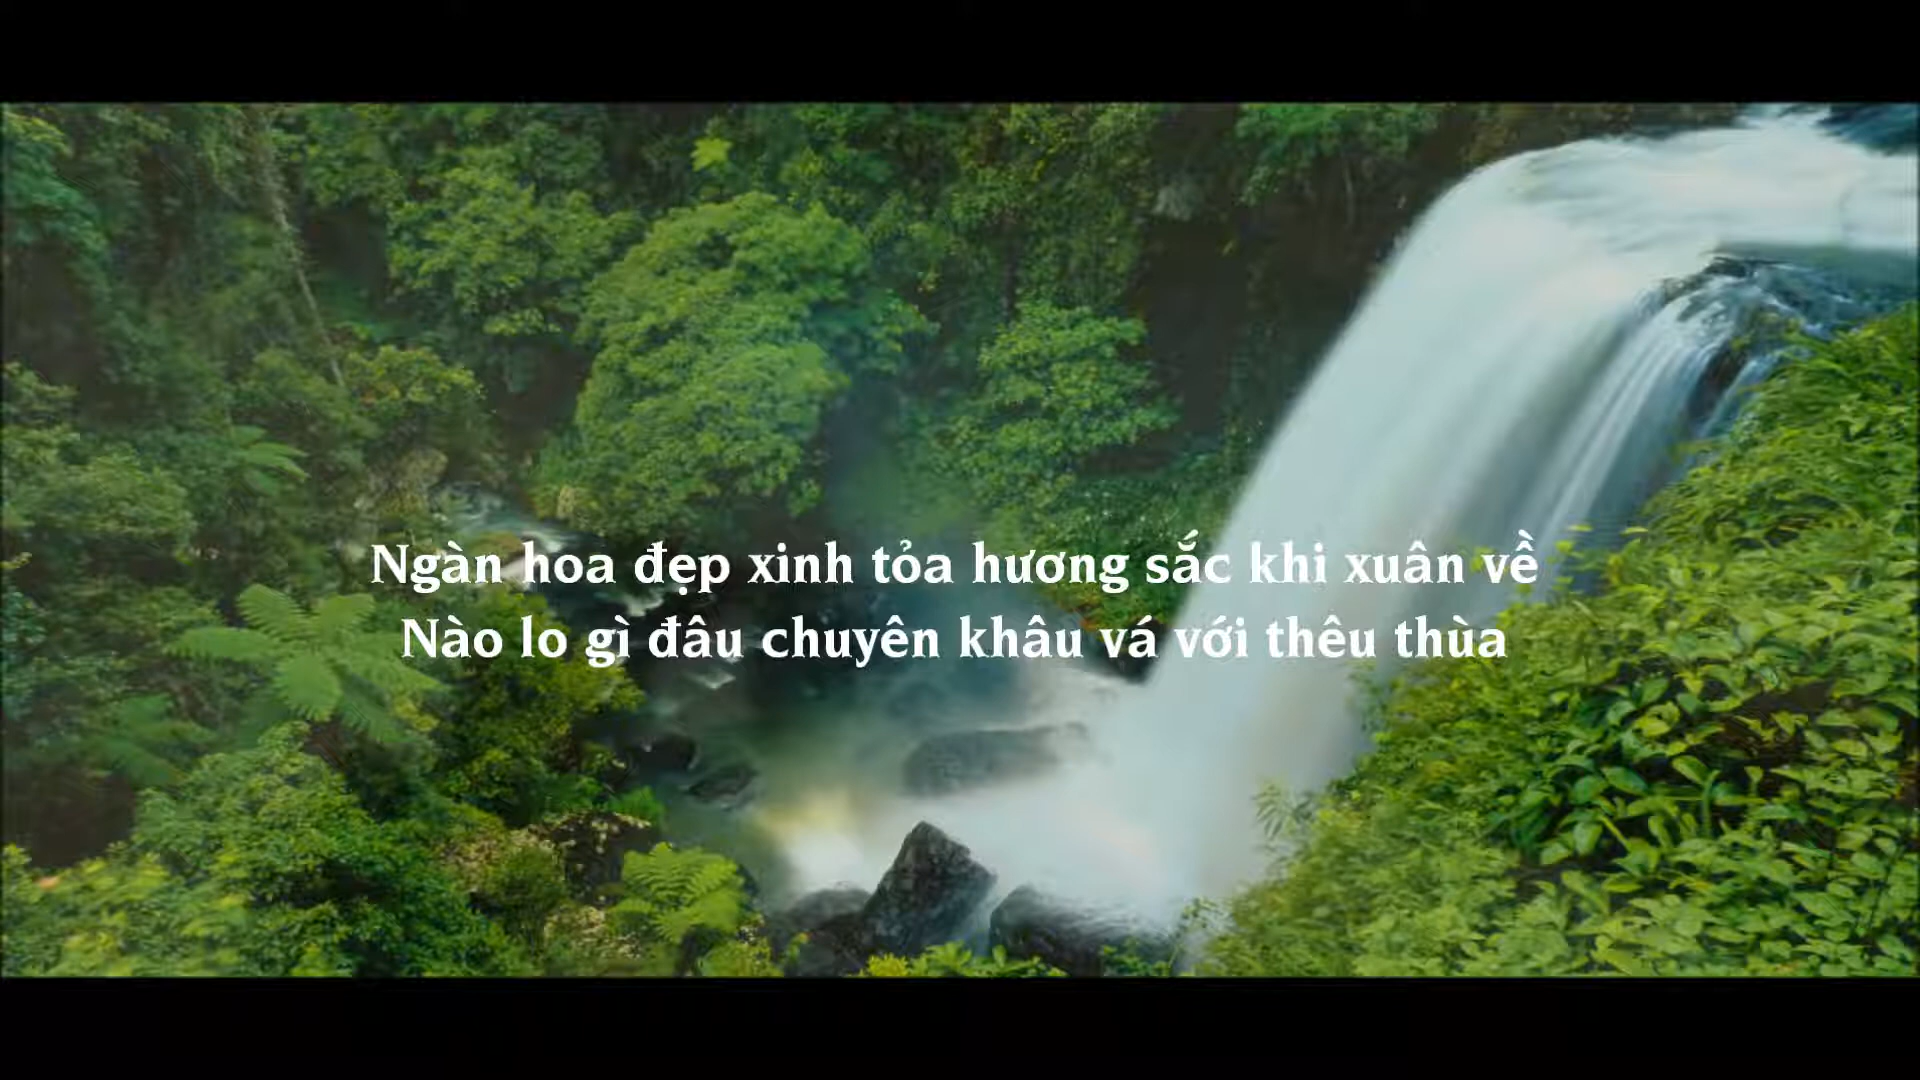 Ngàn hoa đẹp xinh tỏa hương sắc khi xuân về
Nào lo gì đâu chuyên khâu vá với thêu thùa